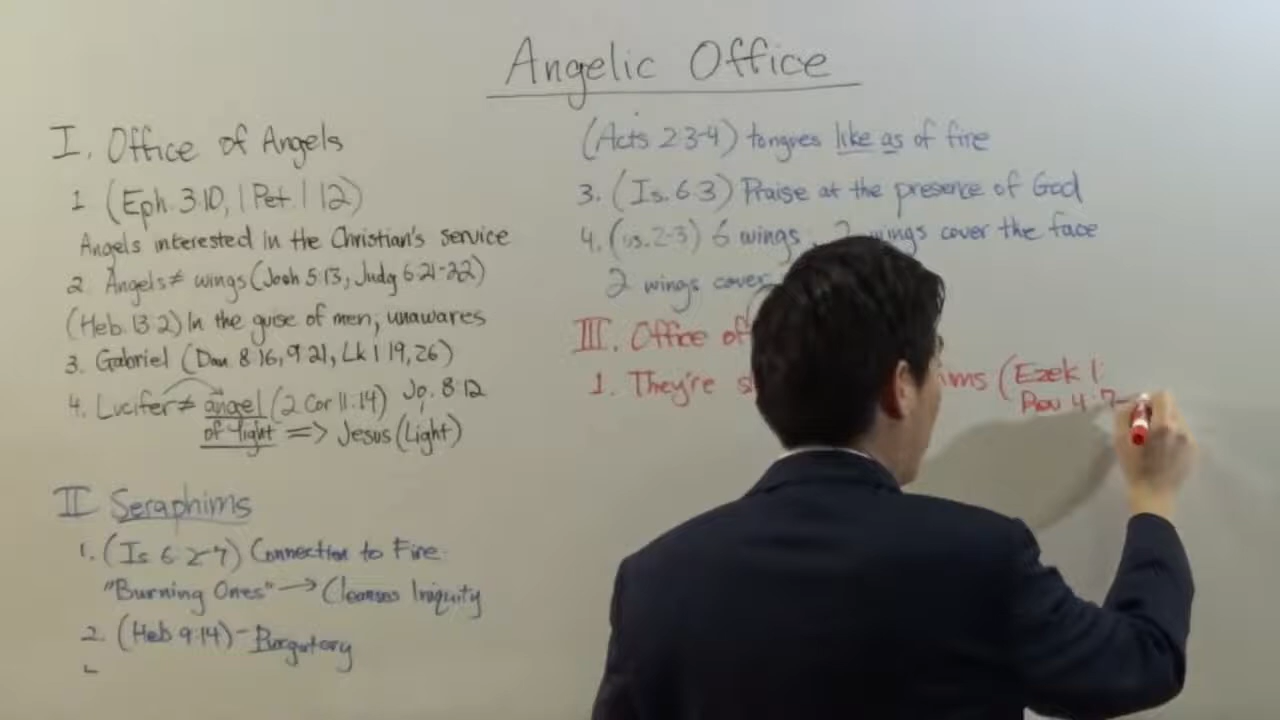 Angelic Office
I. Office of Angels
1 (Eph. 3:10, 1 Pet. 1:12)
Angels interested in the Christian's service
2. Angels ≠ wings (Josh 5:13, Judg 6:21-22)
(Heb. 13:2) In the guise of men, unawares
3. Gabriel (Dan 8:16, 9:21, Lk 1:19, 26)
4. Lucifer ≠ angel (2 Cor 11:14) Jo. 8:12
of light => Jesus (Light)
II Seraphims
1. (Is 6:2-7) Connection to Fire
"Burning Ones" → Cleanses Iniquity
2. (Heb 9:14) - Purgatory
(Acts 2:3-4) tongues like as of fire
3. (Is. 6:3) Praise at the presence of God
4. (vs. 2-3) 6 wings, 2 wings cover the face
2 wings cover
III. Office of
1. They're (Ezek 1:
Rev 4:7-